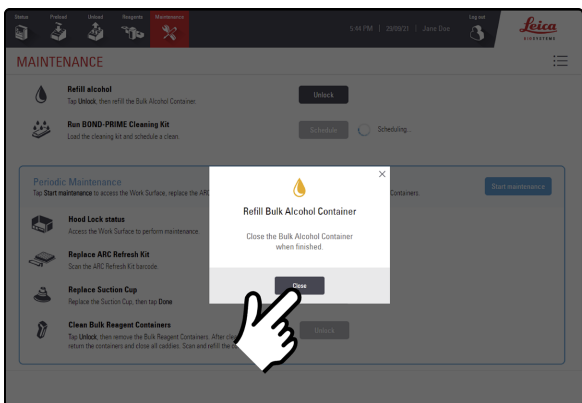 Status Preload Unload Reagents Maintenance Log out
5:44 PM | 29/09/21 | Jane Doe
Leica
BIOSYSTEMS
MAINTENANCE
Refill alcohol
Tap Unlock, then refill the Bulk Alcohol Container.
Unlock
Run BOND-PRIME Cleaning Kit
Load the cleaning kit and schedule a clean.
Schedule
Scheduling...
Periodic Maintenance
Tap Start maintenance to access the Work Surface, replace the ARC
Containers.
Start maintenance
Refill Bulk Alcohol Container
Close the Bulk Alcohol Container
when finished.
Close
Hood Lock status
Access the Work Surface to perform maintenance.
Replace ARC Refresh Kit
Scan the ARC Refresh Kit barcode.
Replace Suction Cup
Replace the Suction Cup, then tap Done
Clean Bulk Reagent Containers
Tap Unlock, then remove the Bulk Reagent Containers. After
return the containers and close all caddies. Scan and refill the
Unlock